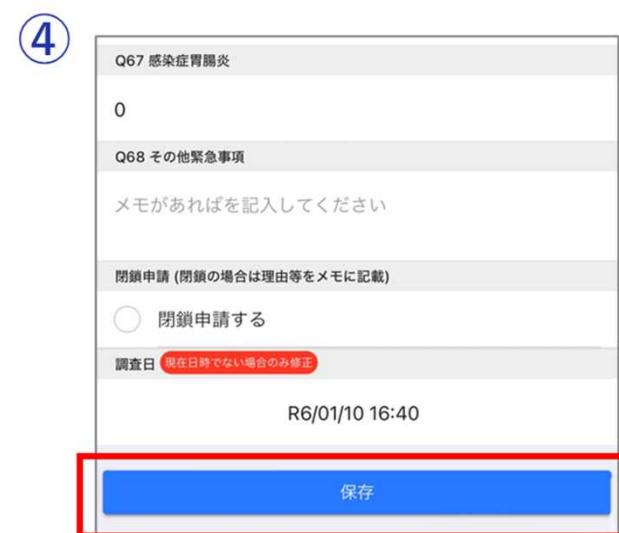 ④
Q67 感染症胃腸炎
0
Q68 その他緊急事項
メモがあればを記入してください
閉鎖申請 (閉鎖の場合は理由等をメモに記載)
閉鎖申請する
調査日 現在日時でない場合のみ修正
R6/01/10 16:40
保存